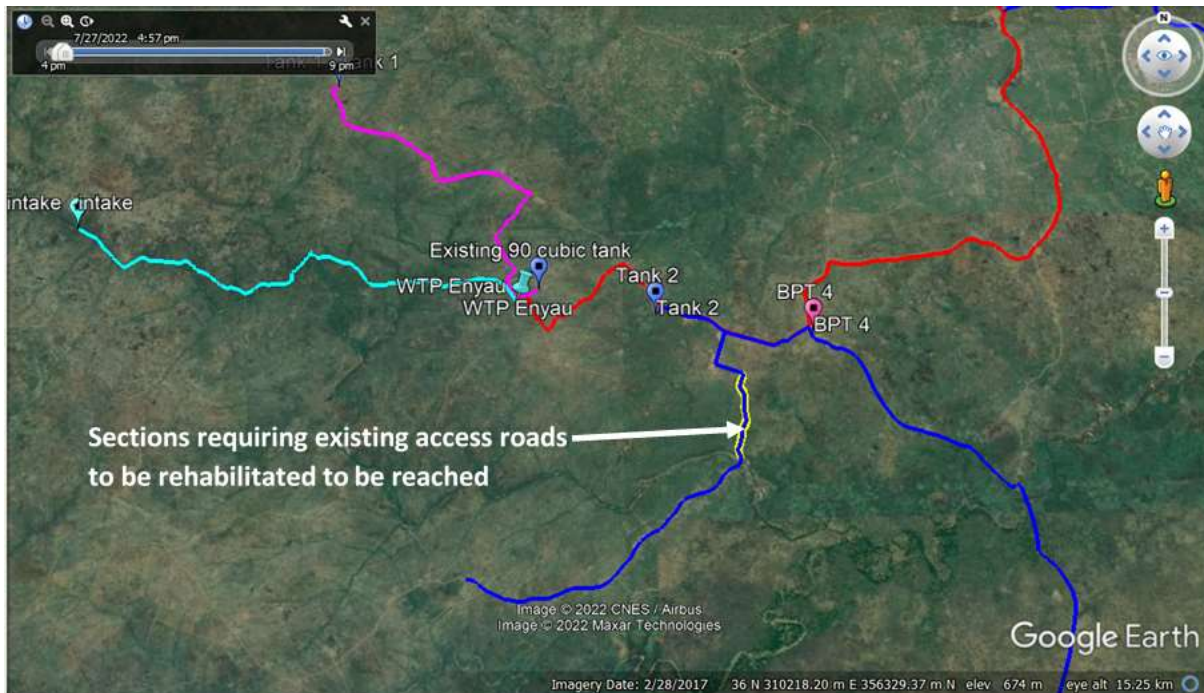 7/27/2022 4:57 pm
4 pm
9 pm
Tank 1
N
intake
intake
Existing 90 cubic tank
WTP Enyau
WTP Enyau
Tank 2
Tank 2
BPT 4
BPT 4
Sections requiring existing access roads
to be rehabilitated to be reached
Image © 2022 CNES / Airbus
Image © 2022 Maxar Technologies
Google Earth
Imagery Date: 2/28/2017 36 N 310218.20 m E 356329.37 m N elev 674 m eye alt 15.25 km